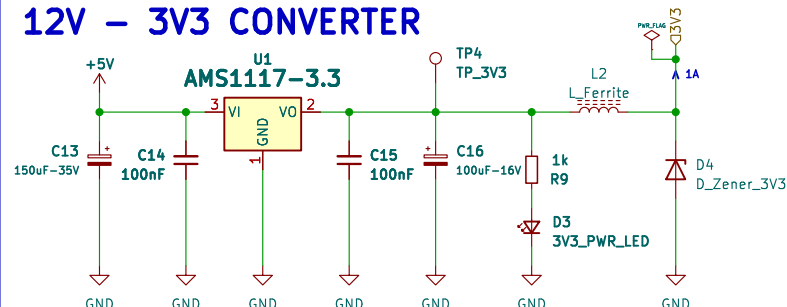 12V - 3V3 CONVERTER
PWR_FLAG
3V3
1A
+5V
U1
AMS1117-3.3
TP4
TP_3V3
L2
L_Ferrite
3
VI
VO
2
GND
1
C13
150uF-35V
C14
100nF
C15
100nF
C16
100uF-16V
1k
R9
D3
3V3_PWR_LED
D4
D_Zener_3V3
GND
GND
GND
GND
GND
GND
GND